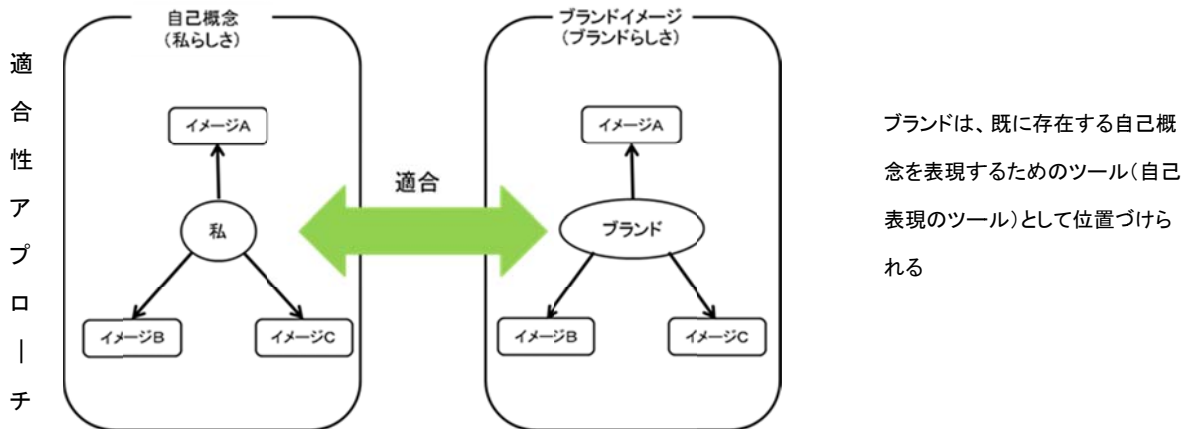 適合性アプローチ
自己概念
(私らしさ)
イメージA
私
イメージB
イメージC
適合
ブランドイメージ
(ブランドらしさ)
イメージA
ブランド
イメージB
イメージC
ブランドは、既に存在する自己概
念を表現するためのツール(自己
表現のツール)として位置づけら
れる